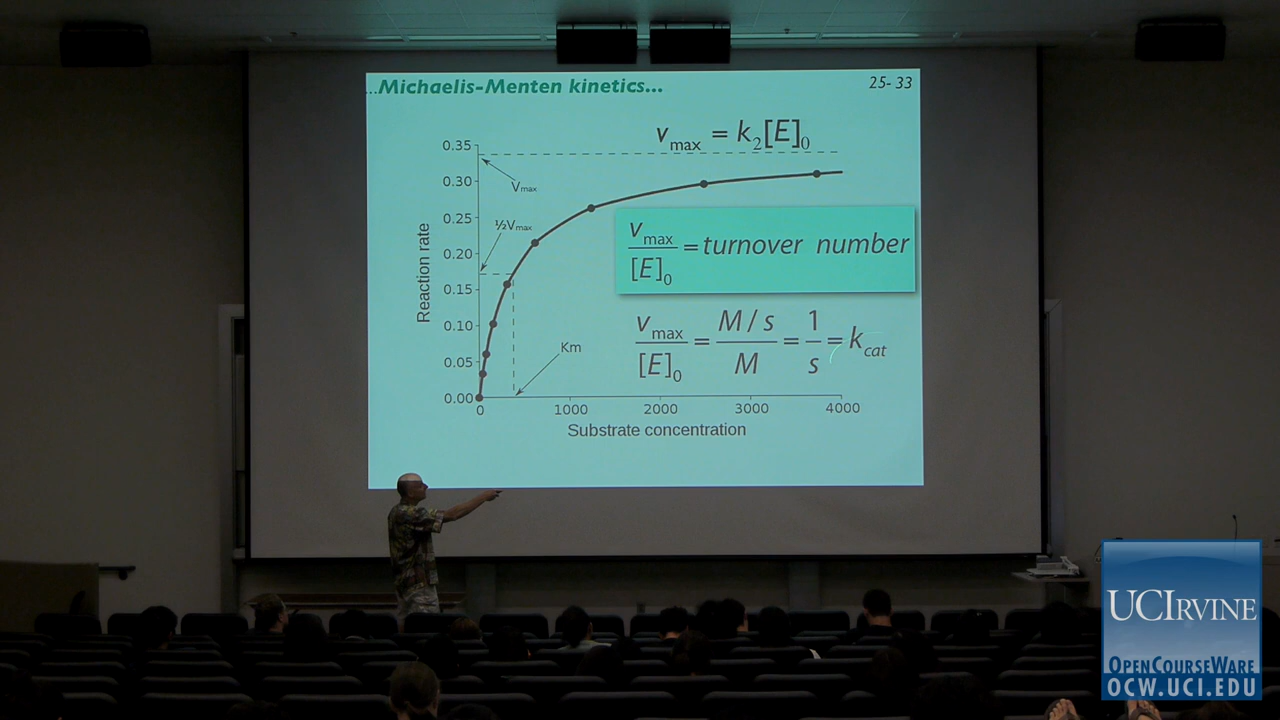 ...Michaelis-Menten kinetics...
25- 33
v max = k2[E]0
0.35
0.30
0.25
0.20
0.15
0.10
0.05
0.00
Vmax
½Vmax
Km
Reaction rate
0 1000 2000 3000 4000
Substrate concentration
v max / [E]0 = turnover number
v max / [E]0 = M / s / M = 1 / s = k cat
UCIRVINE
OPENCOURSEWARE
OCW.UCI.EDU